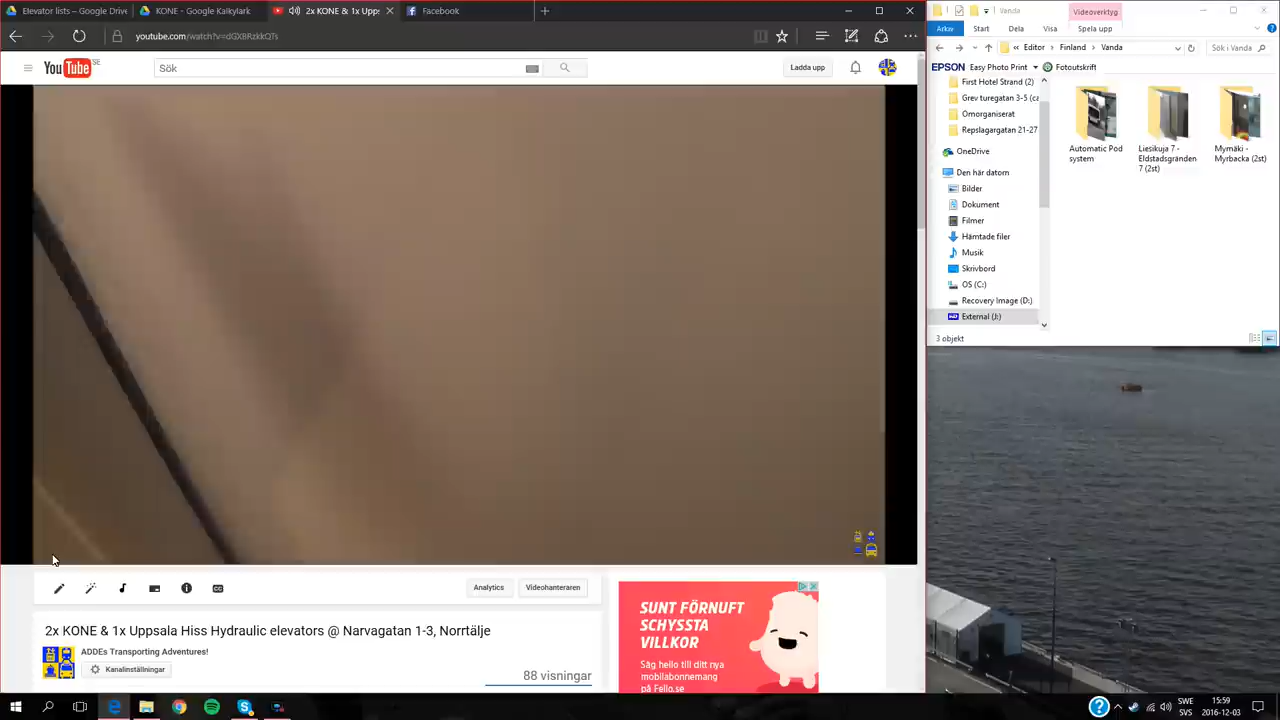 Elevator lists – Google Drive
KONE - Google Kalkylark
2x KONE & 1x Upps
Facebook
youtube.com/watch?v=dGXBRzkkQTs
YouTube SE
Sök
Ladda upp
Analytics
Videohanteraren
2x KONE & 1x Uppsala Hiss Hydraulic elevators @ Narvagatan 1-3, Norrtälje
ADDEs Transporting Adventures!
Kanalinställningar
88 visningar
SUNT FÖRNUFT
SCHYSSTA
VILLKOR
Säg hello till ditt nya
mobilabonnemang
på Fello.se
Videoverktyg
Vanda
Arkiv
Start
Dela
Visa
Spela upp
« Editor › Finland › Vanda
Sök i Vanda
EPSON Easy Photo Print
Fotoutskrift
First Hotel Strand (2)
Grev turegatan 3-5 (ca
Omorganiserat
Repslagargatan 21-27
OneDrive
Den här datorn
Bilder
Dokument
Filmer
Hämtade filer
Musik
Skrivbord
OS (C:)
Recovery Image (D:)
External (J:)
Automatic Pod
system
Liesikuja 7 -
Eldstadsgränden
7 (2st)
Myrmäki -
Myrbacka (2st)
3 objekt
SWE
SVS
15:59
2016-12-03